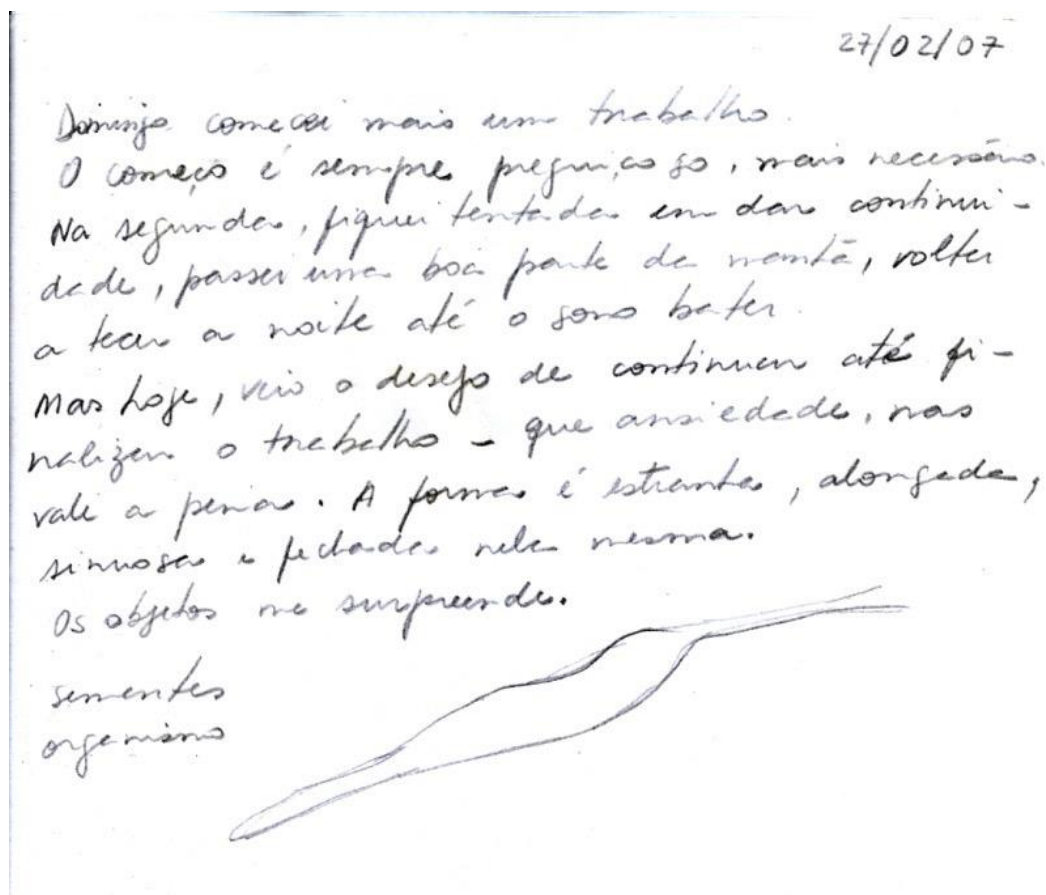 27/02/07
Domingo comecei mais um trabalho.
O começo é sempre preguiçoso, mais necessário.
Na segunda, fiquei tentada em dar continui-
dade, passei uma boa parte da manhã, voltei
a tecer a noite até o sono bater.
Mas hoje, veio o desejo de continuar até fi-
nalizar o trabalho - que ansiedade, mas
vale a pena. A forma é estranha, alongada,
sinuosa e fechada nela mesma.
Os objetos me surpreende.
sementes
organismo